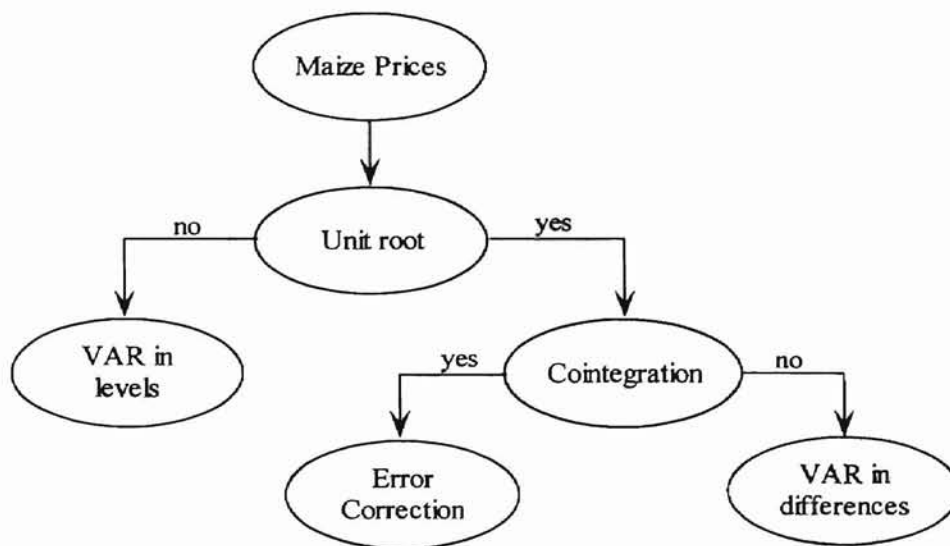 Maize Prices
no
Unit root
yes
VAR in
levels
yes
Cointegration
no
Error
Correction
VAR in
differences